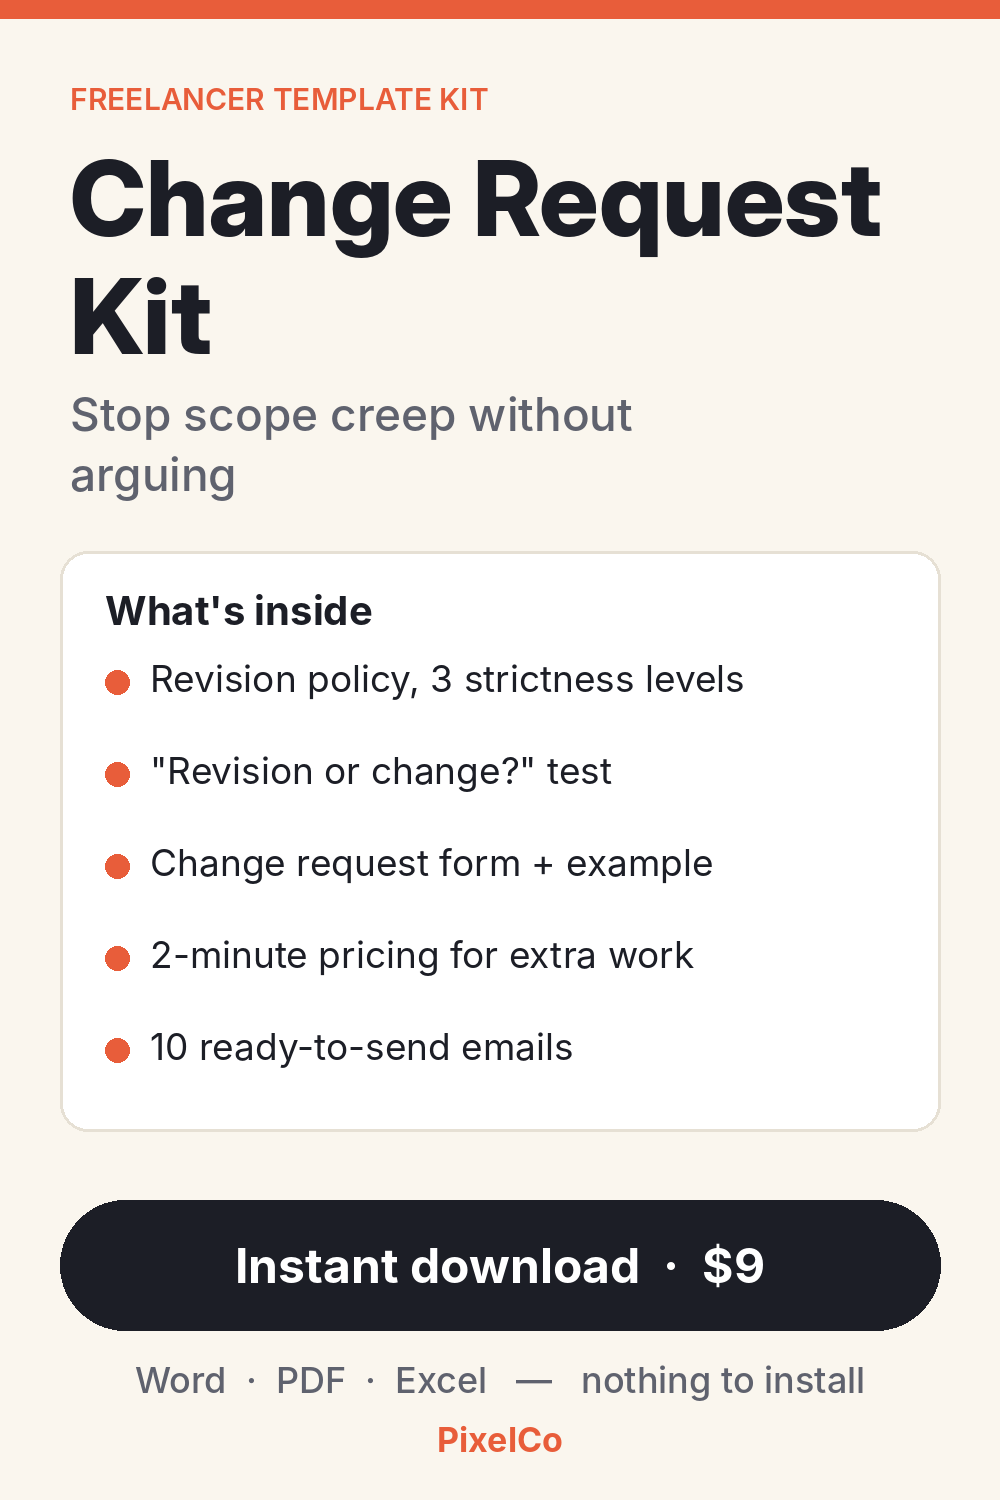 FREELANCER TEMPLATE KIT
Change Request
Kit
Stop scope creep without
arguing
What's inside
Revision policy, 3 strictness levels
"Revision or change?" test
Change request form + example
2-minute pricing for extra work
10 ready-to-send emails
Instant download · $9
Word · PDF · Excel — nothing to install
PixelCo